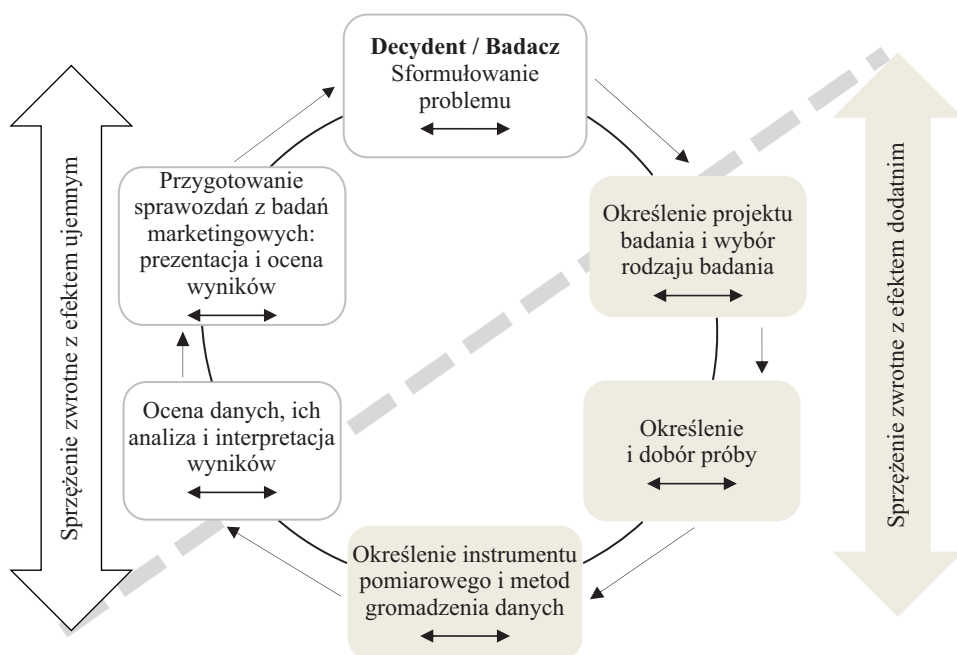 Decydent / Badacz
Sformułowanie
problemu
Określenie projektu
badania i wybór
rodzaju badania
Określenie
i dobór próby
Określenie instrumentu
pomiarowego i metod
gromadzenia danych
Ocena danych, ich
analiza i interpretacja
wyników
Przygotowanie
sprawozdań z badań
marketingowych:
prezentacja i ocena
wyników
Sprzężenie zwrotne z efektem ujemnym
Sprzężenie zwrotne z efektem dodatnim